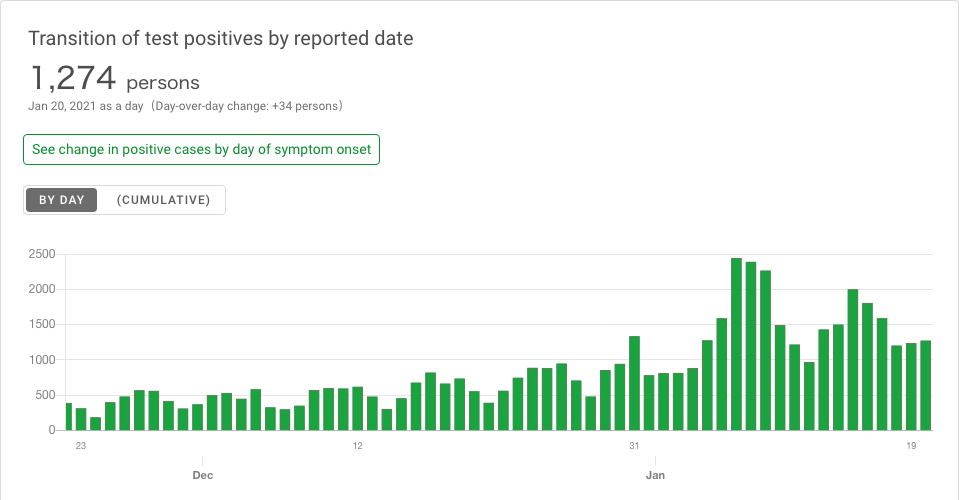 Transition of test positives by reported date
1,274 persons
Jan 20, 2021 as a day（Day-over-day change: +34 persons）
See change in positive cases by day of symptom onset
BY DAY (CUMULATIVE)
2500
2000
1500
1000
500
0
23 12 31 19
Dec Jan